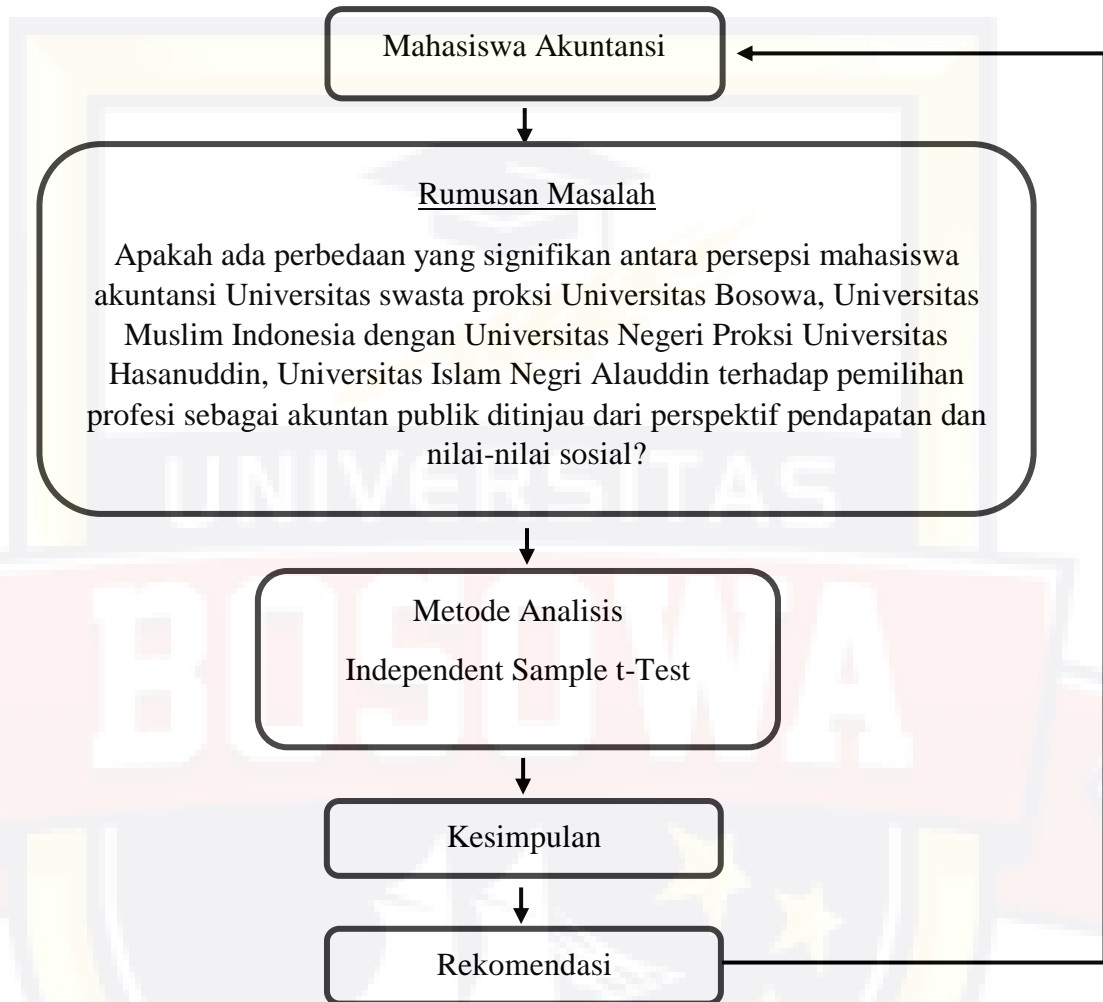 Mahasiswa Akuntansi
Rumusan Masalah
Apakah ada perbedaan yang signifikan antara persepsi mahasiswa
akuntansi Universitas swasta proksi Universitas Bosowa, Universitas
Muslim Indonesia dengan Universitas Negeri Proksi Universitas
Hasanuddin, Universitas Islam Negri Alauddin terhadap pemilihan
profesi sebagai akuntan publik ditinjau dari perspektif pendapatan dan
nilai-nilai sosial?
UNIVERSITAS
BOSOWA
Metode Analisis
Independent Sample t-Test
Kesimpulan
Rekomendasi